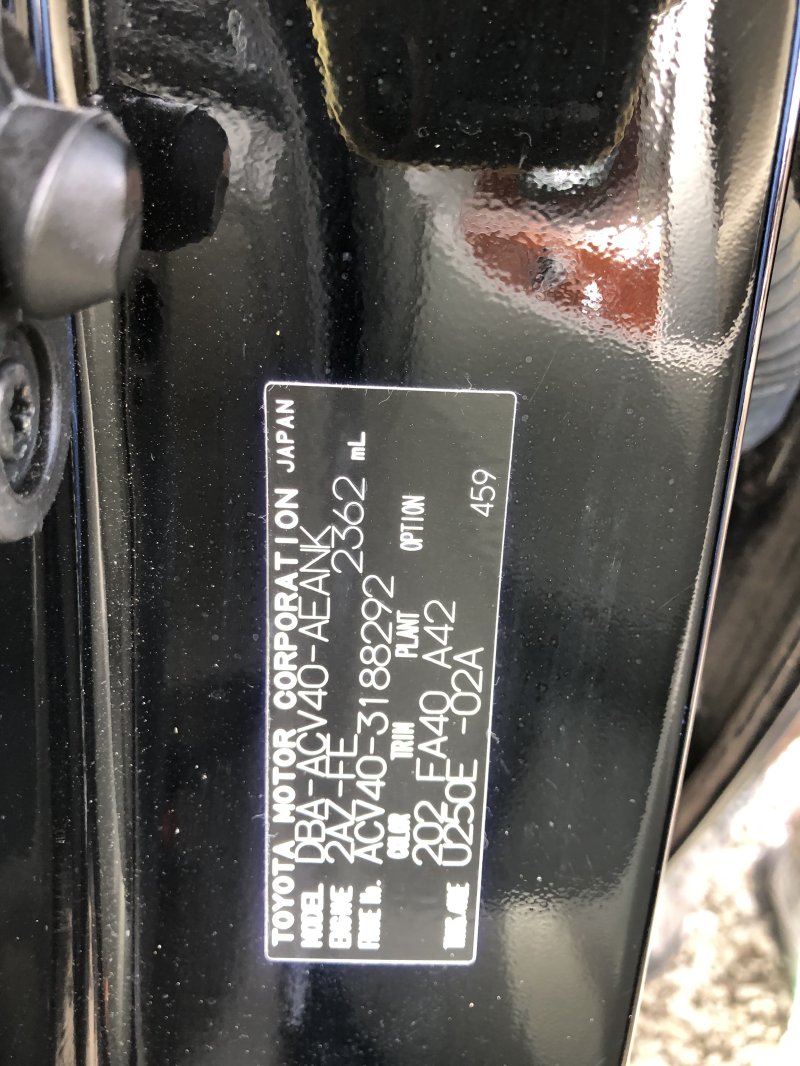 TOYOTA MOTOR CORPORATION JAPAN
MODEL DBA-ACV40-AEANK
ENGINE 2AZ-FE 2362 mL
FRAME No. ACV40-3188292
COLOR TRIM PLANT OPTION
202 FA40 A42
TRANS./AXLE U250E -02A 459